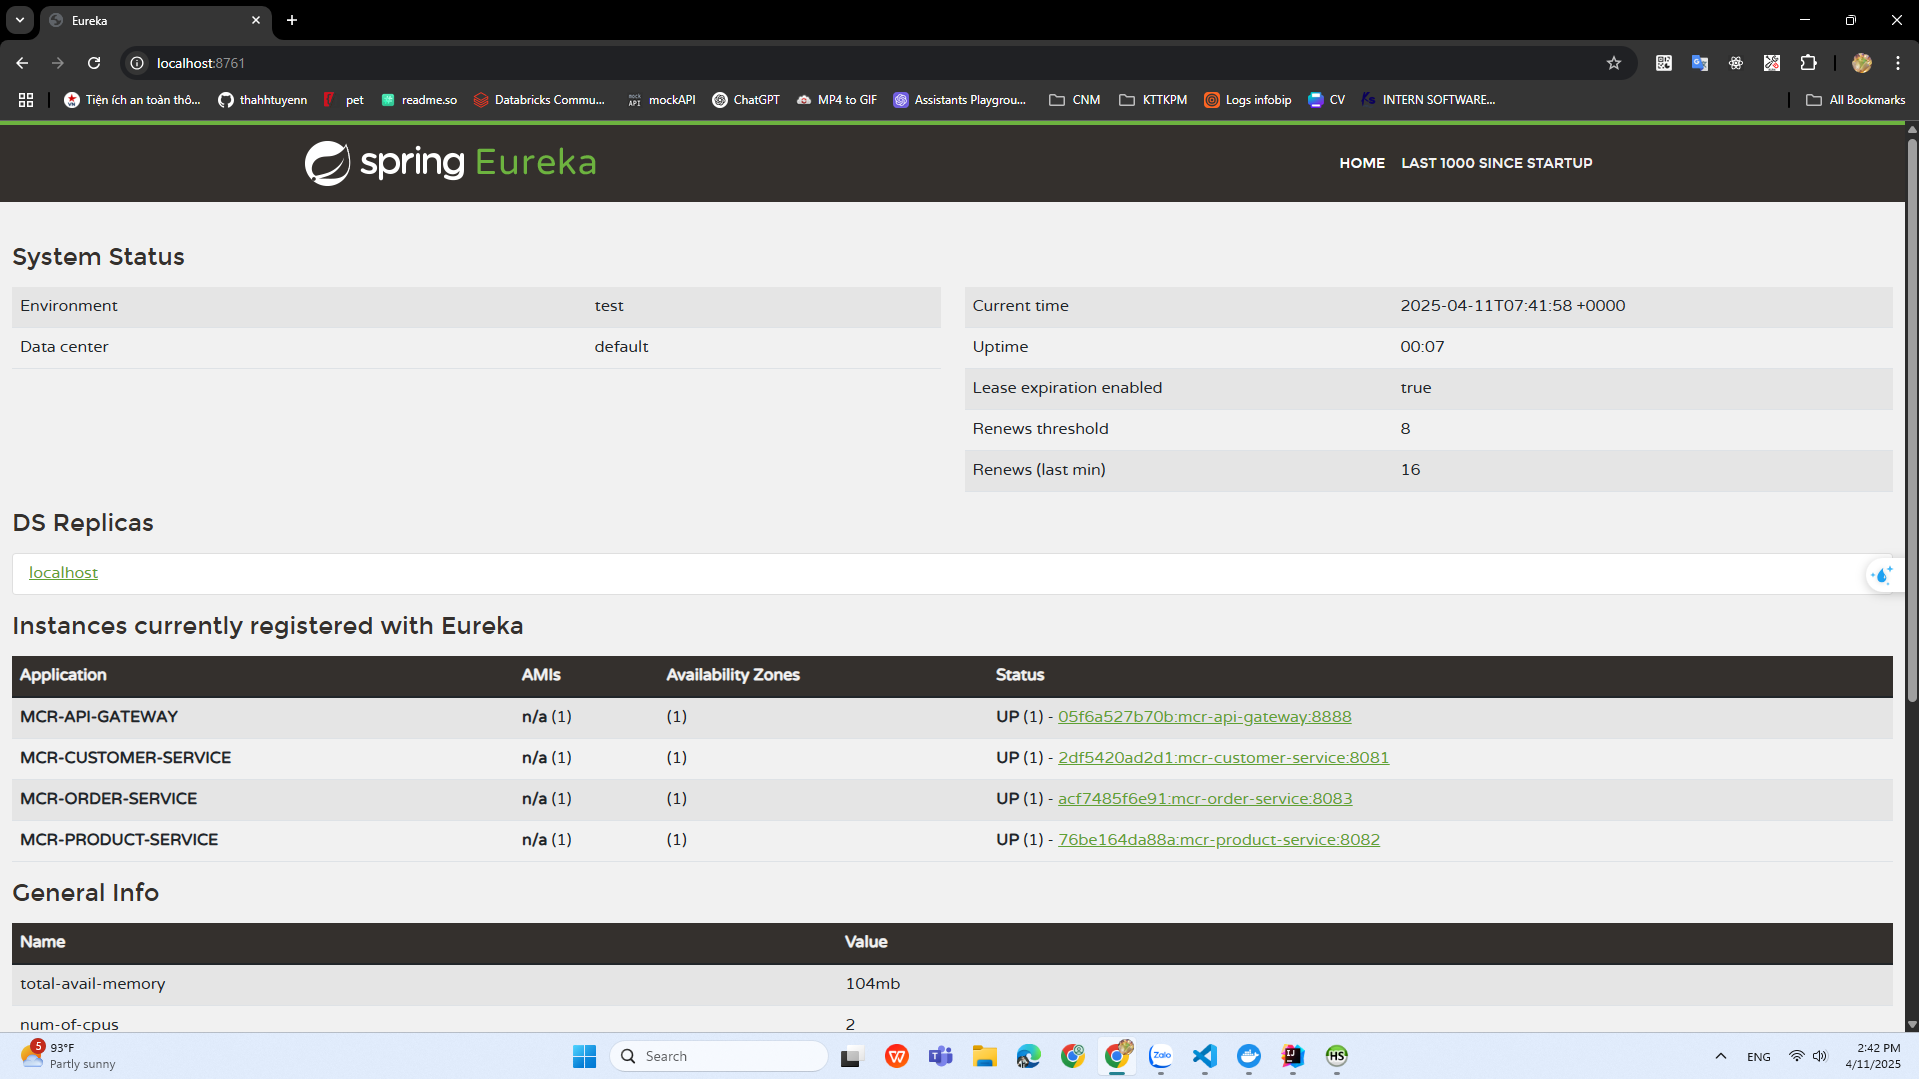 Eureka
localhost:8761
Tiện ích an toàn thô...
thahhtuyenn
pet
readme.so
Databricks Commu...
mock API
mockAPI
ChatGPT
MP4 to GIF
Assistants Playgrou...
CNM
KTTKPM
Logs infobip
CV
INTERN SOFTWARE...
All Bookmarks
spring Eureka
HOME
LAST 1000 SINCE STARTUP
System Status
Environment test
Data center default
Current time 2025-04-11T07:41:58 +0000
Uptime 00:07
Lease expiration enabled true
Renews threshold 8
Renews (last min) 16
DS Replicas
localhost
Instances currently registered with Eureka
Application AMIs Availability Zones Status
MCR-API-GATEWAY n/a (1) (1) UP (1) - 05f6a527b70b:mcr-api-gateway:8888
MCR-CUSTOMER-SERVICE n/a (1) (1) UP (1) - 2df5420ad2d1:mcr-customer-service:8081
MCR-ORDER-SERVICE n/a (1) (1) UP (1) - acf7485f6e91:mcr-order-service:8083
MCR-PRODUCT-SERVICE n/a (1) (1) UP (1) - 76be164da88a:mcr-product-service:8082
General Info
Name Value
total-avail-memory 104mb
num-of-cpus 2
5
93°F
Partly sunny
Search
Zalo
HS
ENG
2:42 PM
4/11/2025